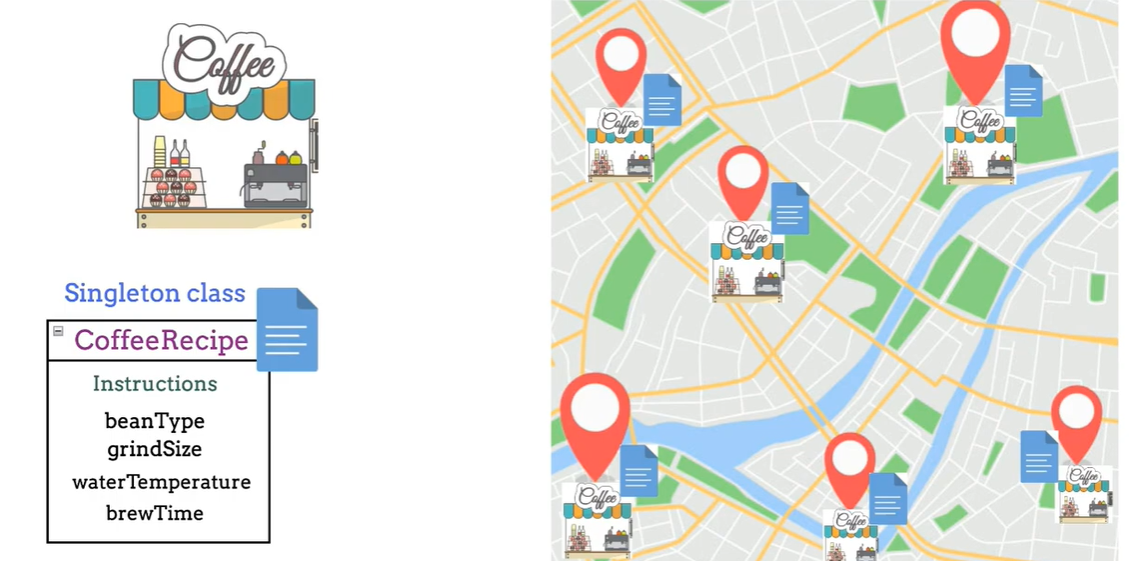 Coffee
Singleton class
CoffeeRecipe
Instructions
beanType
grindSize
waterTemperature
brewTime
Coffee
Coffee
Coffee
Coffee
Coffee
Coffee